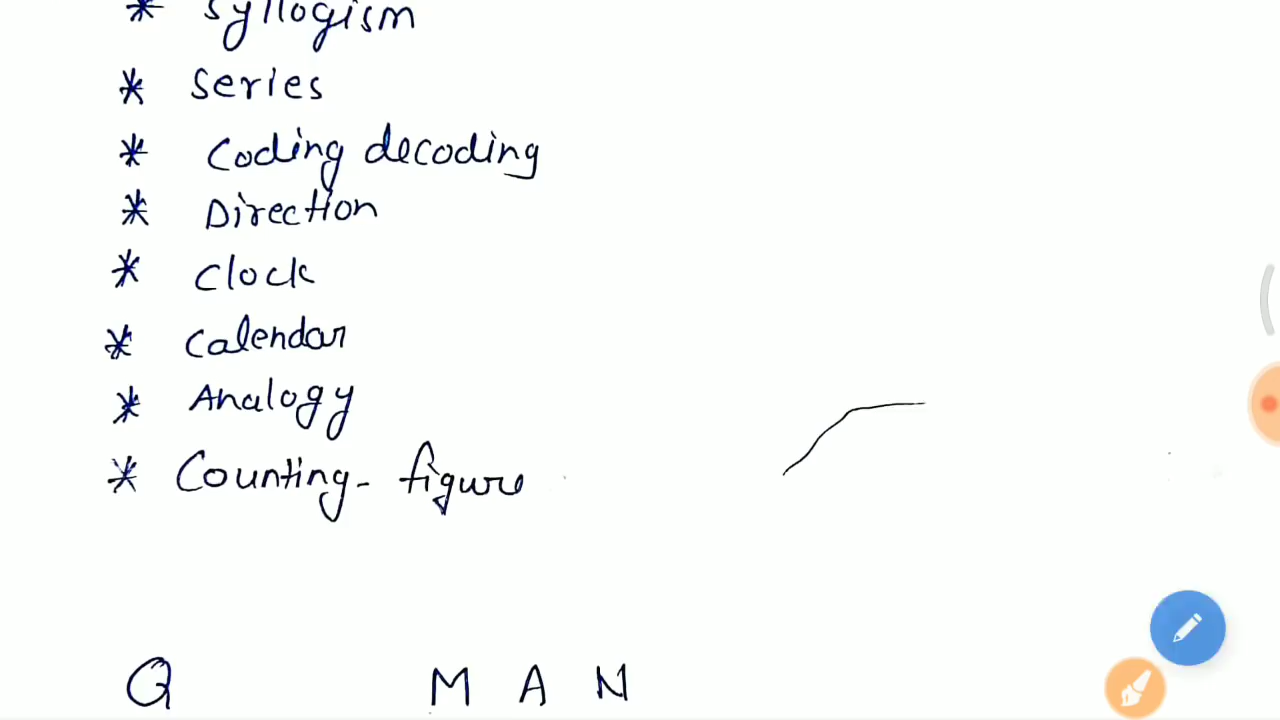 * Syllogism
* Series
* Coding decoding
* Direction
* Clock
* Calendar
* Analogy
* Counting - figure
Q M A N